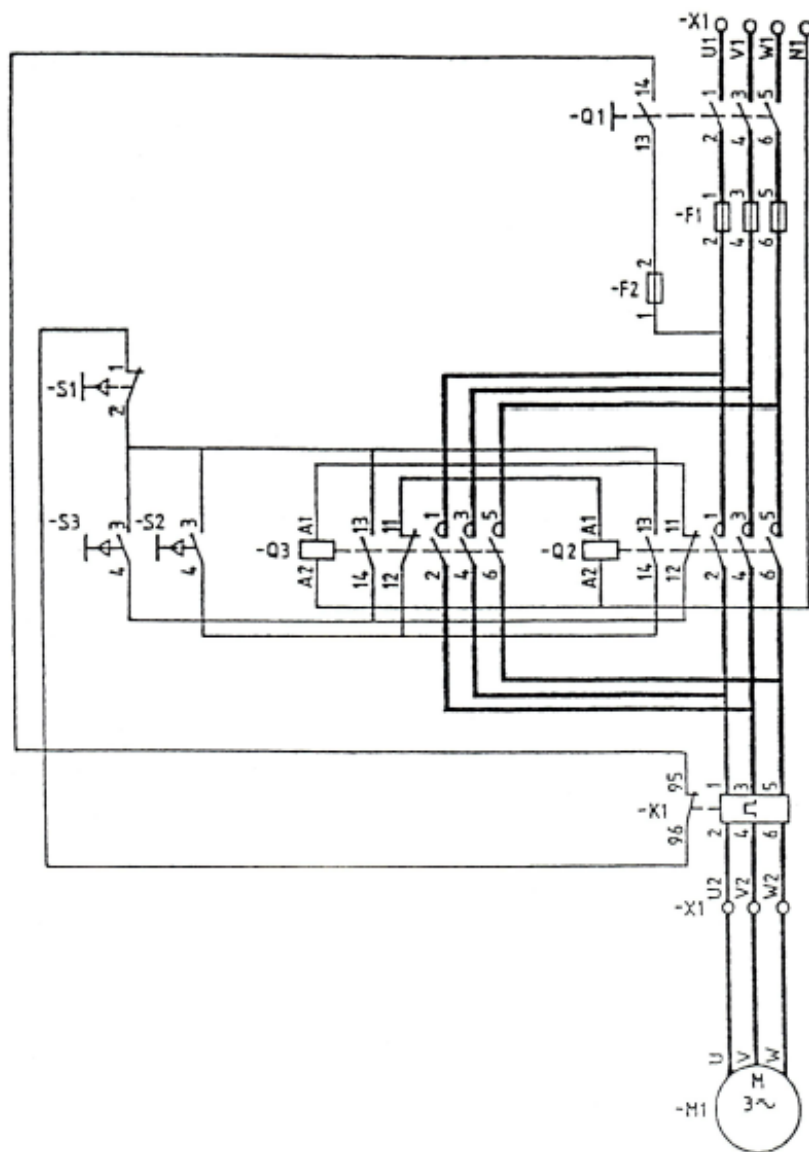 -X1
U1 V1 W1 N1
14 1 3 5
-Q1
13 2 4 6
1 3 5
-F1
2 4 6
2
-F2
1
1
-S1
2
-S3 3 -S2 3 A1 13 11 1 3 5 A1 13 11 1 3 5
-Q3 -Q2
4 4 A2 14 12 2 4 6 A2 14 12 2 4 6
95 1 3 5
-K1
96 2 4 6
U2 V2 W2
-X1
U V W
M
-M1 3~